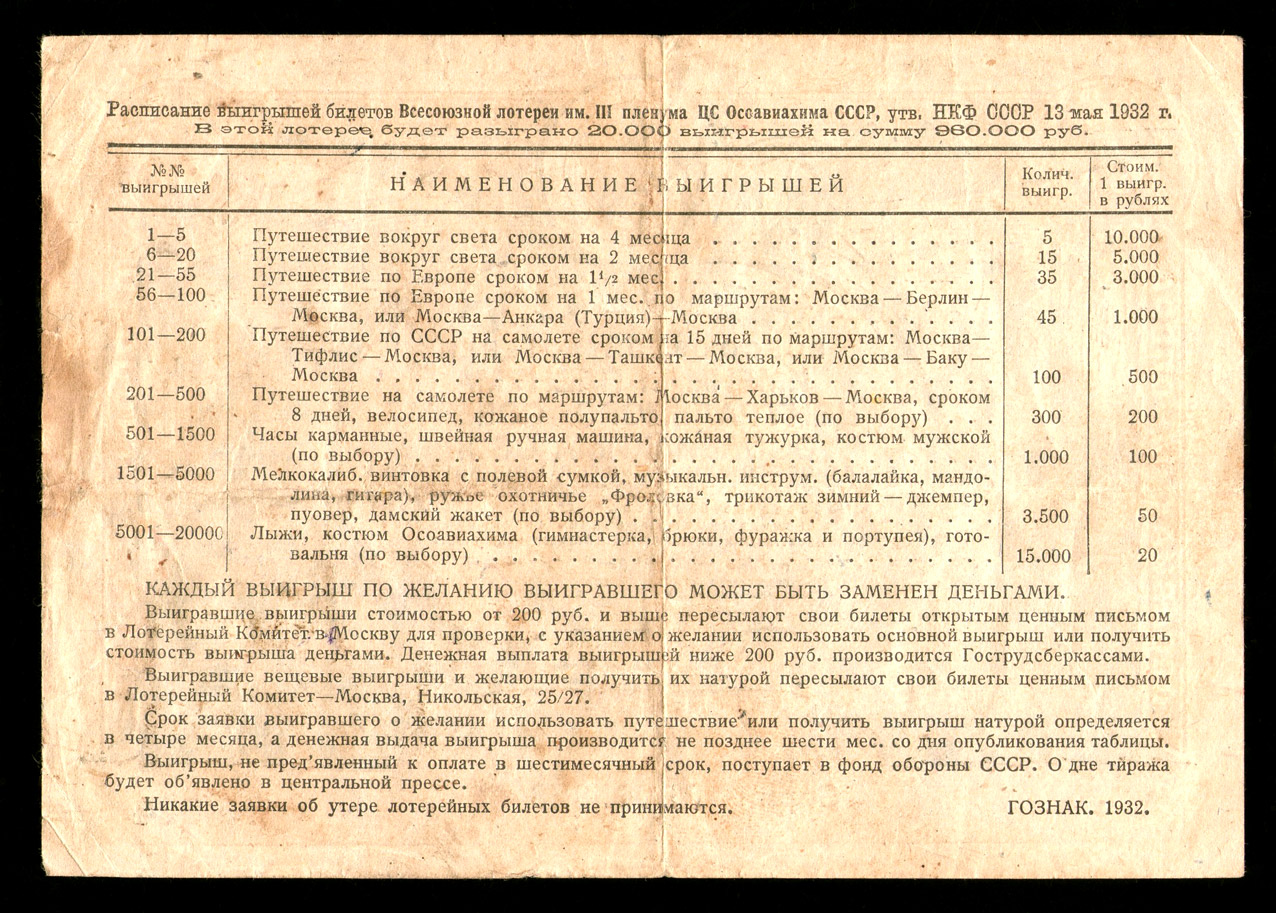 Расписание выигрышей билетов Всесоюзной лотереи им. III пленума ЦС Осоавиахима СССР, утв. НКФ СССР 13 мая 1932 г.
В этой лотерее, будет разыграно 20.000 выигрышей на сумму 960.000 руб.
№№ выигрышей НАИМЕНОВАНИЕ ВЫИГРЫШЕЙ Колич. выигр. Стоим. 1 выигр. в рублях
1—5 Путешествие вокруг света сроком на 4 месяца . . . . . . . . . . . . 5 10.000
6—20 Путешествие вокруг света сроком на 2 месяца . . . . . . . . . . . . 15 5.000
21—55 Путешествие по Европе сроком на 1½ мес. . . . . . . . . . . . . . 35 3.000
56—100 Путешествие по Европе сроком на 1 мес. по маршрутам: Москва — Берлин —
Москва, или Москва—Анкара (Турция)—Москва . . . . . . . . . . . 45 1.000
101—200 Путешествие по СССР на самолете сроком на 15 дней по маршрутам: Москва—
Тифлис — Москва, или Москва — Ташкент — Москва, или Москва — Баку —
Москва . . . . . . . . . . . . . . . . . . . . . . . . 100 500
201—500 Путешествие на самолете по маршрутам: Москва — Харьков — Москва, сроком
8 дней, велосипед, кожаное полупальто, пальто теплое (по выбору) . . . 300 200
501—1500 Часы карманные, швейная ручная машина, кожаная тужурка, костюм мужской
(по выбору) . . . . . . . . . . . . . . . . . . . . . . 1.000 100
1501—5000 Мелкокалиб. винтовка с полевой сумкой, музыкальн. инструм. (балалайка, мандо-
лина, гитара), ружье охотничье „Фроловка“, трикотаж зимний — джемпер,
пуовер, дамский жакет (по выбору) . . . . . . . . . . . . . . . 3.500 50
5001—20000 Лыжи, костюм Осоавиахима (гимнастерка, брюки, фуражка и портупея), гото-
вальня (по выбору) . . . . . . . . . . . . . . . . . . . . 15.000 20
КАЖДЫЙ ВЫИГРЫШ ПО ЖЕЛАНИЮ ВЫИГРАВШЕГО МОЖЕТ БЫТЬ ЗАМЕНЕН ДЕНЬГАМИ.
Выигравшие выигрыши стоимостью от 200 руб. и выше пересылают свои билеты открытым ценным письмом
в Лотерейный Комитет в Москву для проверки, с указанием о желании использовать основной выигрыш или получить
стоимость выигрыша деньгами. Денежная выплата выигрышей ниже 200 руб. производится Гострудсберкассами.
Выигравшие вещевые выигрыши и желающие получить их натурой пересылают свои билеты ценным письмом
в Лотерейный Комитет—Москва, Никольская, 25/27.
Срок заявки выигравшего о желании использовать путешествие или получить выигрыш натурой определяется
в четыре месяца, а денежная выдача выигрыша производится не позднее шести мес. со дня опубликования таблицы.
Выигрыш, не пред'явленный к оплате в шестимесячный срок, поступает в фонд обороны СССР. О дне тиража
будет об'явлено в центральной прессе.
Никакие заявки об утере лотерейных билетов не принимаются. ГОЗНАК. 1932.